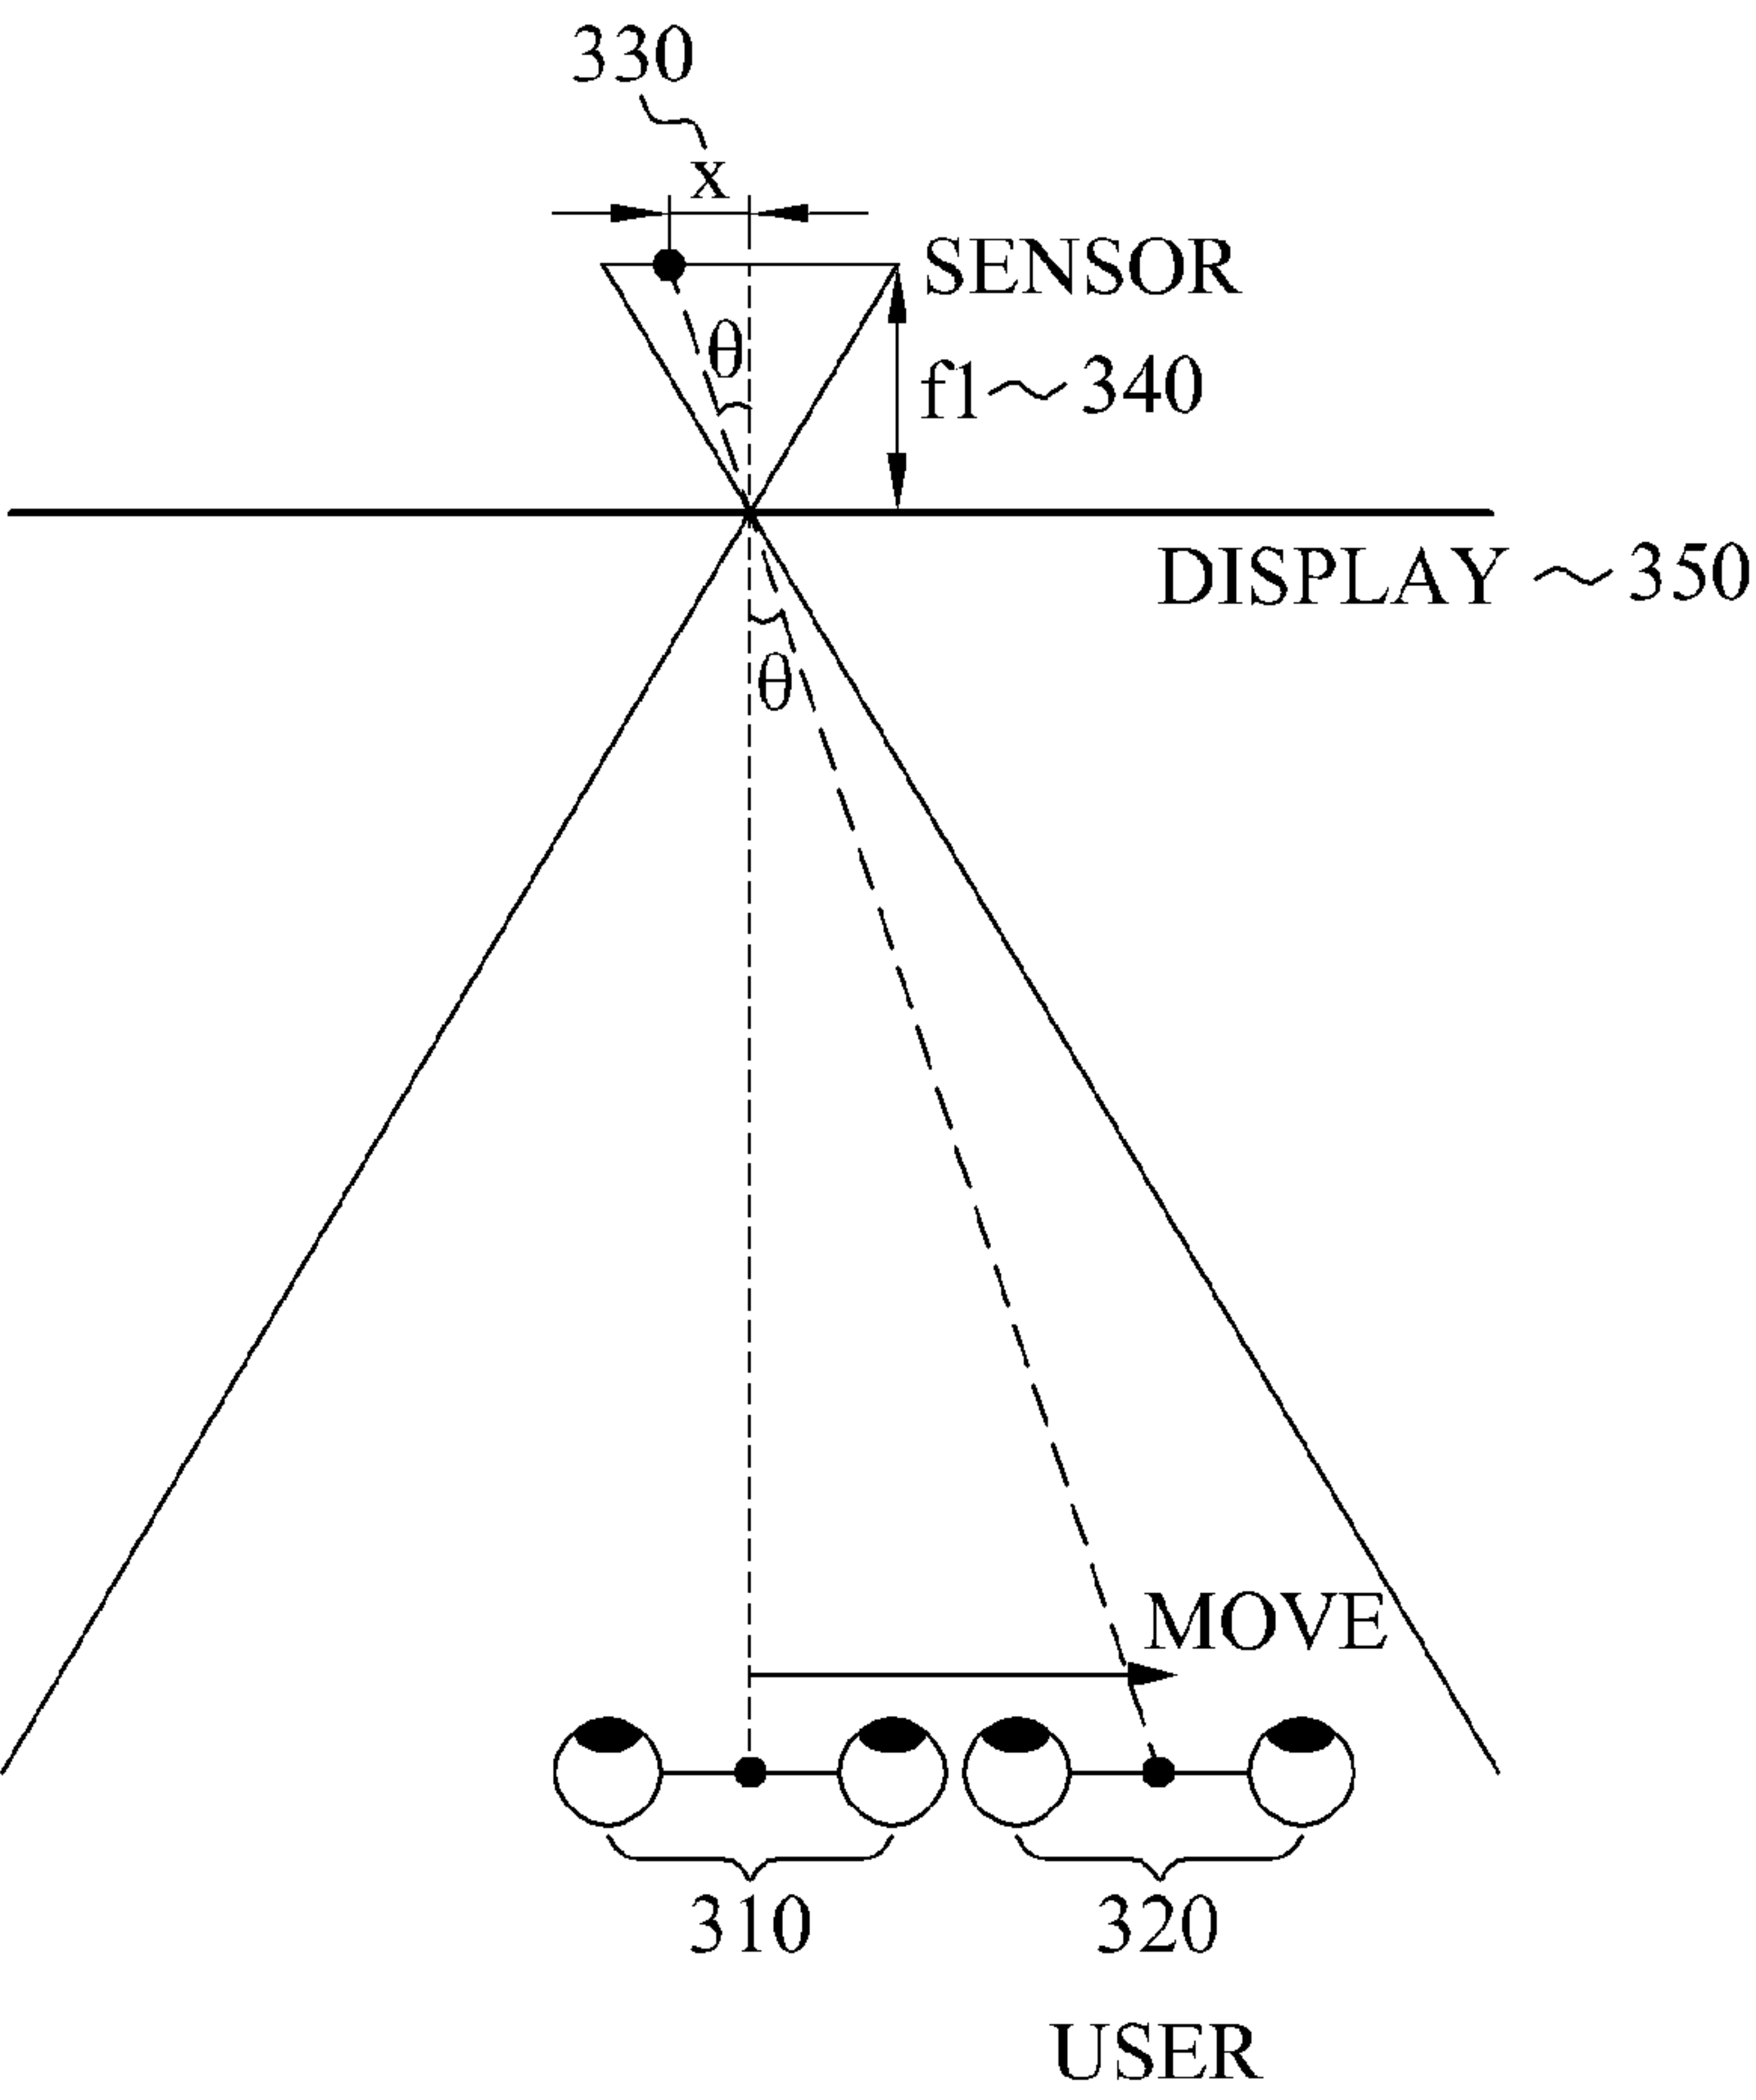 330
x
SENSOR
θ
f1～340
DISPLAY～350
θ
MOVE
310
320
USER